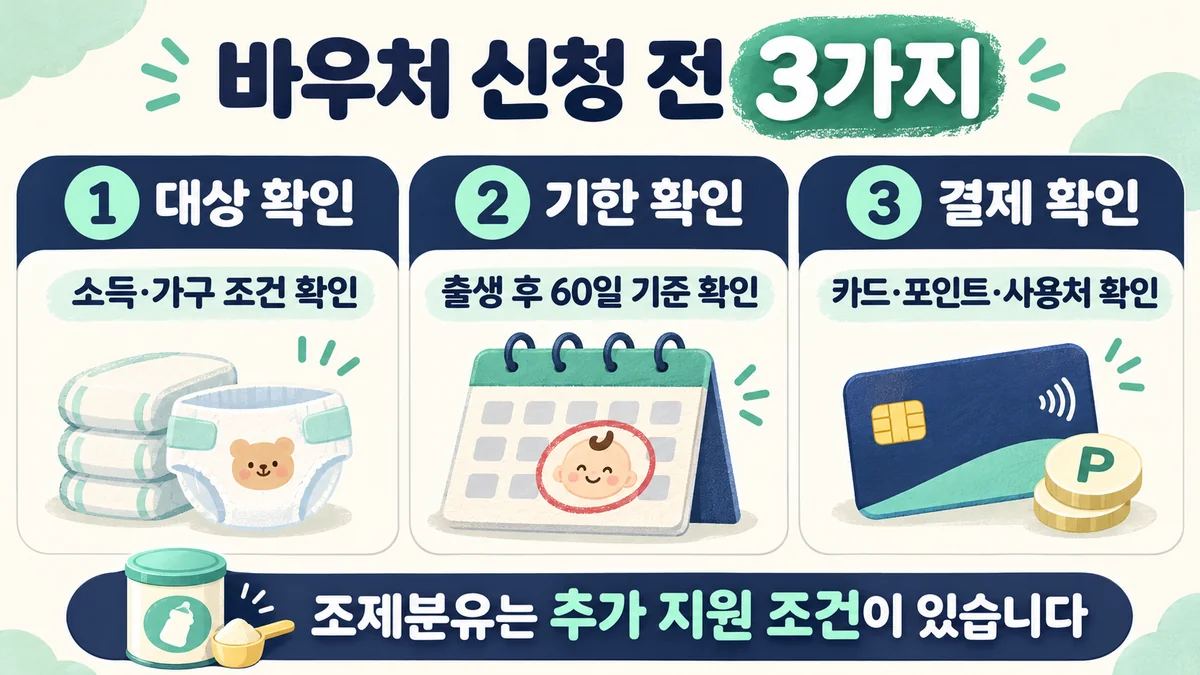 바우처 신청 전 3가지
1 대상 확인
소득·가구 조건 확인
2 기한 확인
출생 후 60일 기준 확인
3 결제 확인
카드·포인트·사용처 확인
P
조제분유는 추가 지원 조건이 있습니다